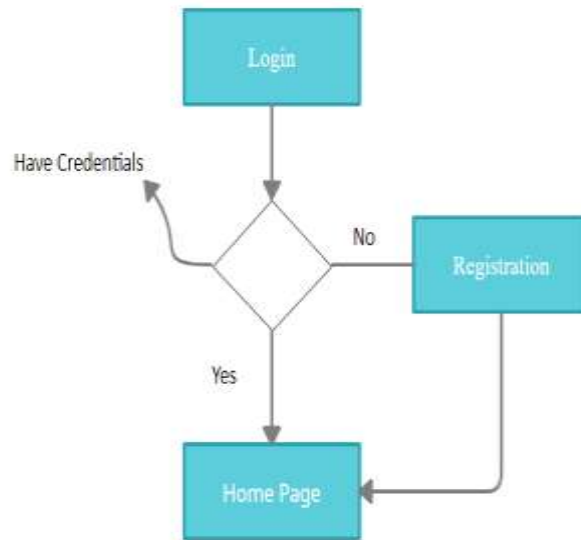 Login
Have Credentials
No
Registration
Yes
Home Page